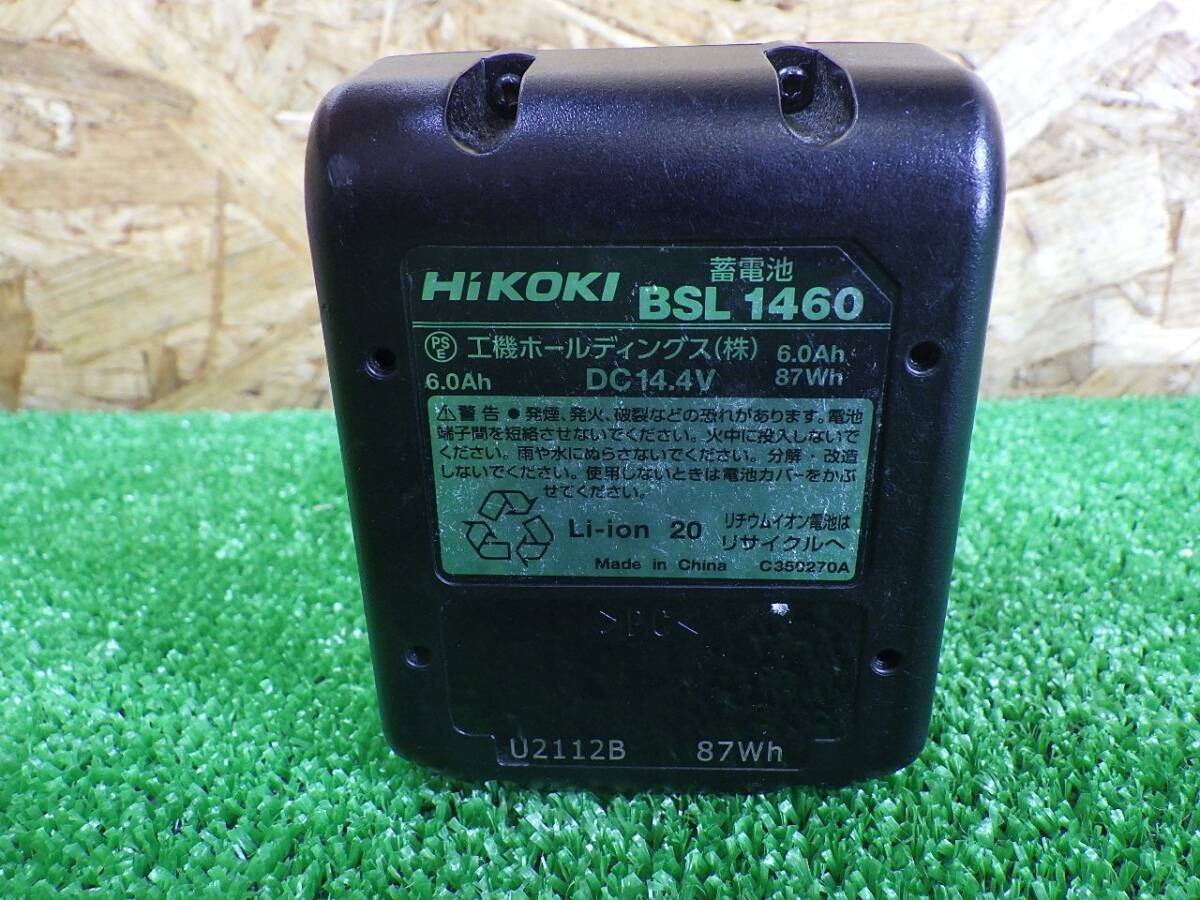 HiKOKI 蓄電池
BSL 1460
PSE 工機ホールディングス(株) 6.0Ah
6.0Ah DC14.4V 87Wh
⚠警告 ●発煙、発火、破裂などの恐れがあります。電池
端子間を短絡させないでください。火中に投入しないで
ください。雨や水にぬらさないでください。分解・改造
しないでください。使用しないときは電池カバーをかぶ
せてください。
Li-ion 20 リチウムイオン電池は
リサイクルへ
Made in China C350270A
>PC<
U2112B 87Wh